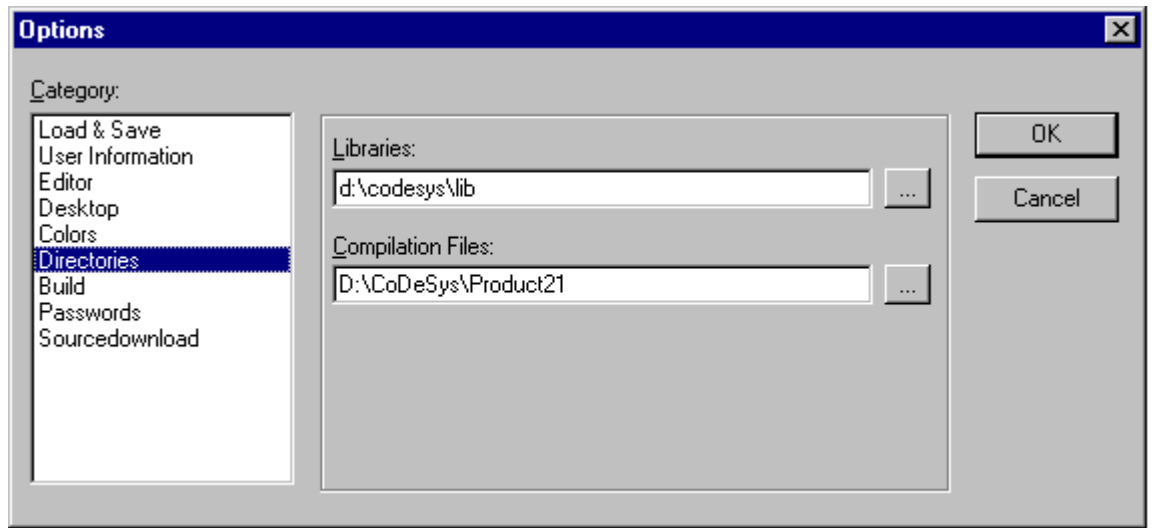 Options
Category:
Load & Save
User Information
Editor
Desktop
Colors
Directories
Build
Passwords
Sourcedownload
Libraries:
d:\codesys\lib
...
Compilation Files:
D:\CoDeSys\Product21
...
OK
Cancel